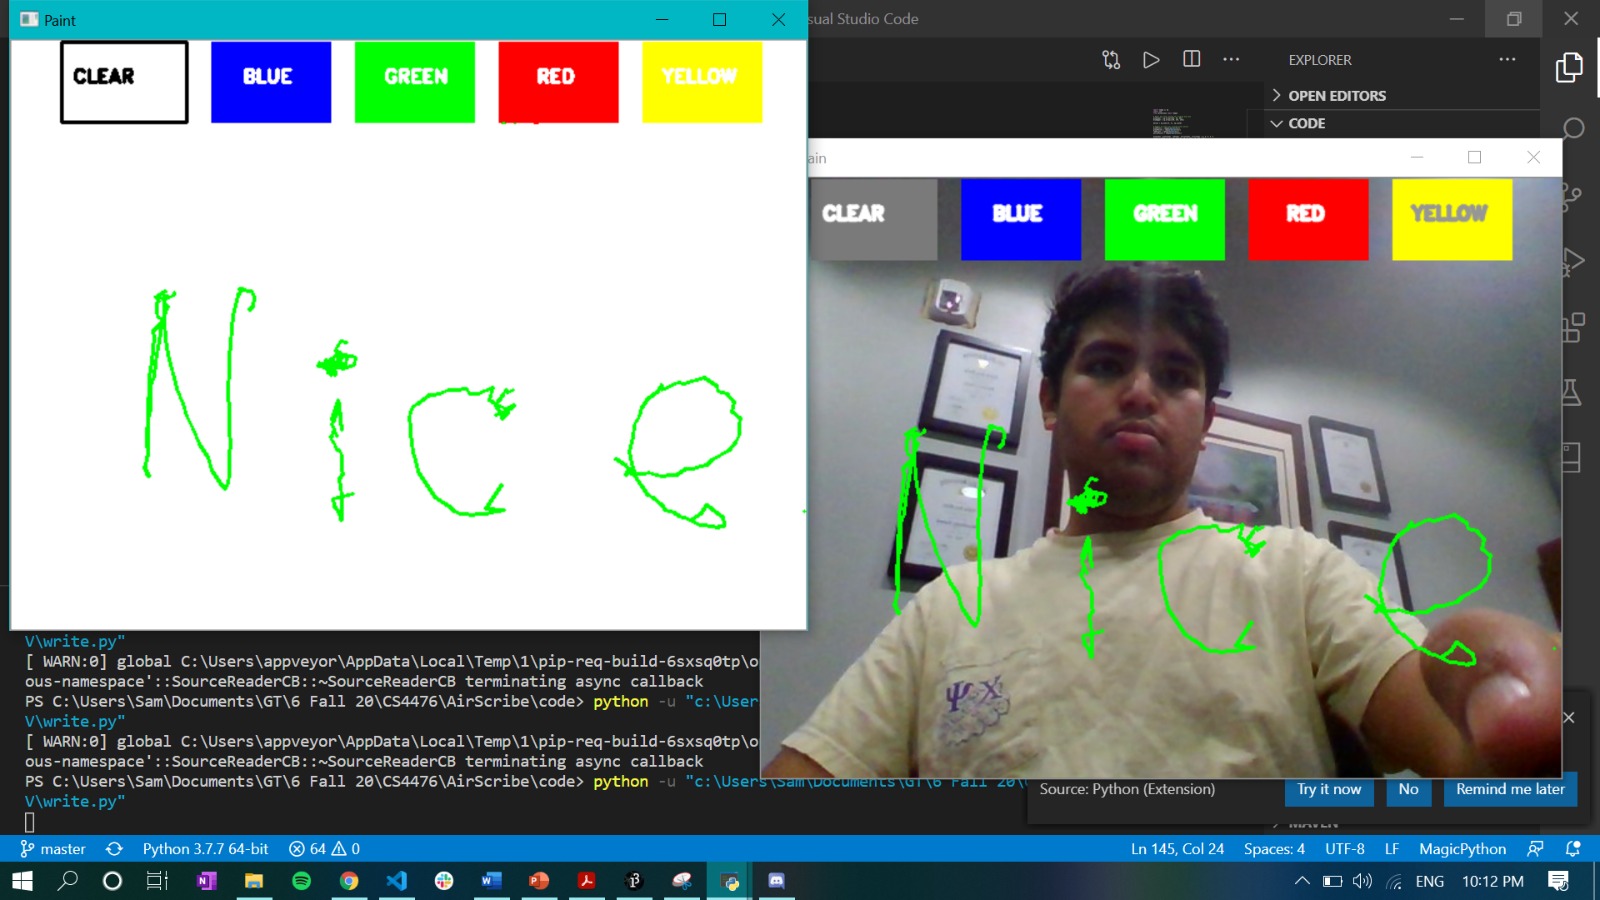 Paint
CLEAR BLUE GREEN RED YELLOW
Nice
sual Studio Code
EXPLORER
OPEN EDITORS
CODE
ain
CLEAR BLUE GREEN RED YELLOW
Nice
ΨΧ
V\write.py"
[ WARN:0] global C:\Users\appveyor\AppData\Local\Temp\1\pip-req-build-6sxsq0tp\o
ous-namespace'::SourceReaderCB::~SourceReaderCB terminating async callback
PS C:\Users\Sam\Documents\GT\6 Fall 20\CS4476\AirScribe\code> python -u "c:\User
V\write.py"
[ WARN:0] global C:\Users\appveyor\AppData\Local\Temp\1\pip-req-build-6sxsq0tp\o
ous-namespace'::SourceReaderCB::~SourceReaderCB terminating async callback
PS C:\Users\Sam\Documents\GT\6 Fall 20\CS4476\AirScribe\code> python -u "c:\Users\Sam\Documents\GT\6 Fall 20\
V\write.py"
Source: Python (Extension) Try it now No Remind me later
MAVEN
master Python 3.7.7 64-bit 64 0 Ln 145, Col 24 Spaces: 4 UTF-8 LF MagicPython
ENG 10:12 PM